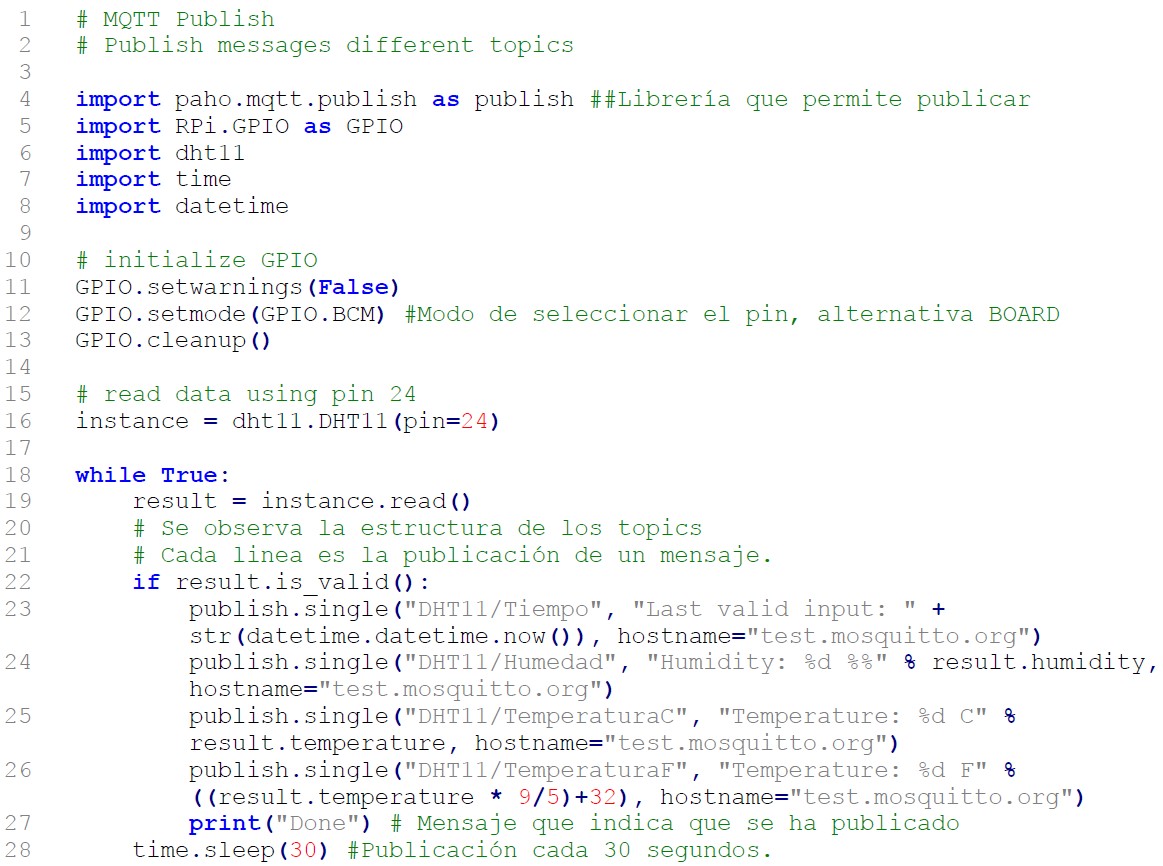 1 # MQTT Publish
2 # Publish messages different topics
3
4 import paho.mqtt.publish as publish ##Librería que permite publicar
5 import RPi.GPIO as GPIO
6 import dht11
7 import time
8 import datetime
9
10 # initialize GPIO
11 GPIO.setwarnings(False)
12 GPIO.setmode(GPIO.BCM) #Modo de seleccionar el pin, alternativa BOARD
13 GPIO.cleanup()
14
15 # read data using pin 24
16 instance = dht11.DHT11(pin=24)
17
18 while True:
19     result = instance.read()
20     # Se observa la estructura de los topics
21     # Cada linea es la publicación de un mensaje.
22     if result.is_valid():
23         publish.single("DHT11/Tiempo", "Last valid input: " +
        str(datetime.datetime.now()), hostname="test.mosquitto.org")
24         publish.single("DHT11/Humedad", "Humidity: %d %%" % result.humidity,
        hostname="test.mosquitto.org")
25         publish.single("DHT11/TemperaturaC", "Temperature: %d C" %
        result.temperature, hostname="test.mosquitto.org")
26         publish.single("DHT11/TemperaturaF", "Temperature: %d F" %
        ((result.temperature * 9/5)+32), hostname="test.mosquitto.org")
27         print("Done") # Mensaje que indica que se ha publicado
28     time.sleep(30) #Publicación cada 30 segundos.